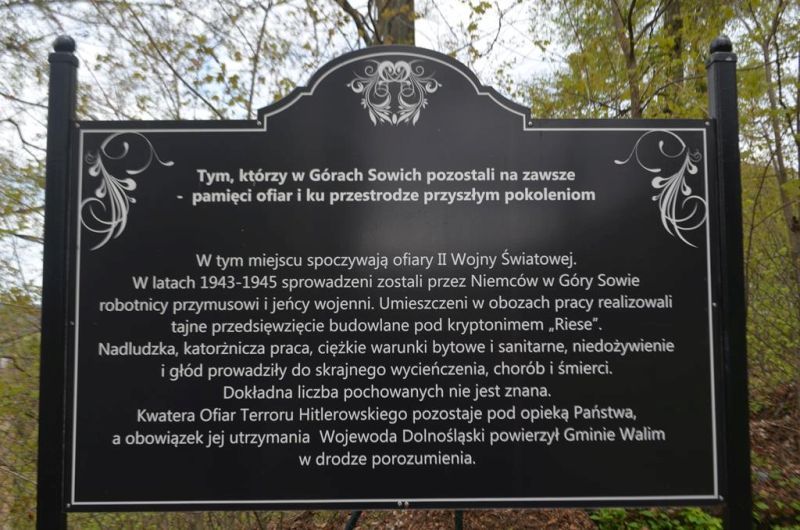 Tym, którzy w Górach Sowich pozostali na zawsze
- pamięci ofiar i ku przestrodze przyszłym pokoleniom
W tym miejscu spoczywają ofiary II Wojny Światowej.
W latach 1943-1945 sprowadzeni zostali przez Niemców w Góry Sowie
robotnicy przymusowi i jeńcy wojenni. Umieszczeni w obozach pracy realizowali
tajne przedsięwzięcie budowlane pod kryptonimem „Riese”.
Nadludzka, katorżnicza praca, ciężkie warunki bytowe i sanitarne, niedożywienie
i głód prowadziły do skrajnego wycieńczenia, chorób i śmierci.
Dokładna liczba pochowanych nie jest znana.
Kwatera Ofiar Terroru Hitlerowskiego pozostaje pod opieką Państwa,
a obowiązek jej utrzymania Wojewoda Dolnośląski powierzył Gminie Walim
w drodze porozumienia.